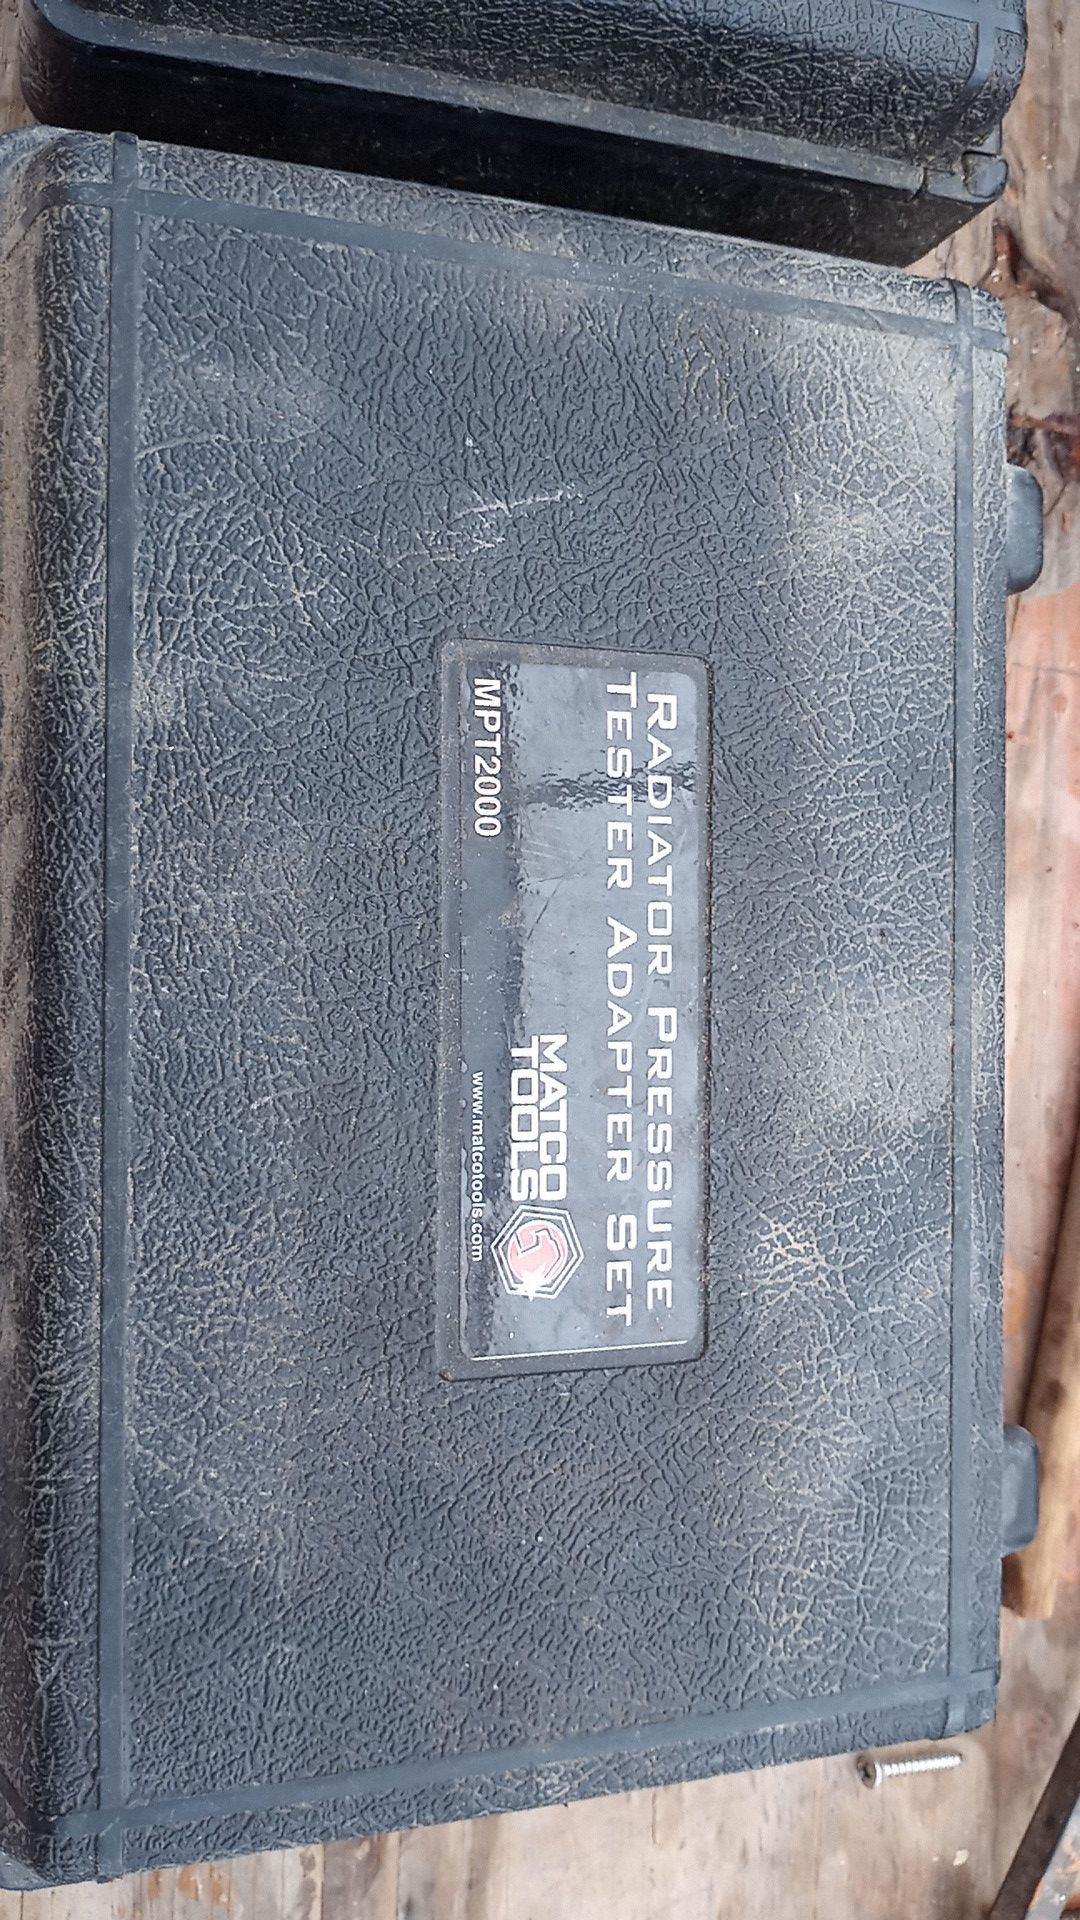 RADIATOR PRESSURE
TESTER ADAPTER SET
MATCO
TOOLS
MPT2000
www.matcotools.com